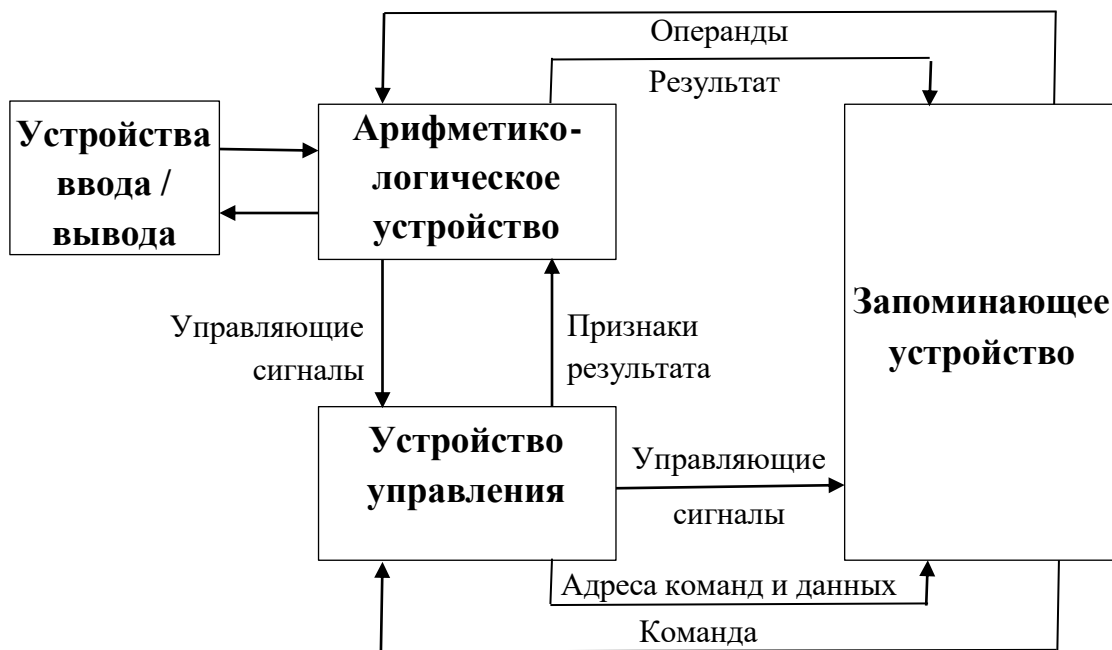 Операнды
Результат
Устройства
ввода /
вывода
Арифметико-
логическое
устройство
Запоминающее
устройство
Управляющие
сигналы
Признаки
результата
Устройство
управления
Управляющие
сигналы
Адреса команд и данных
Команда